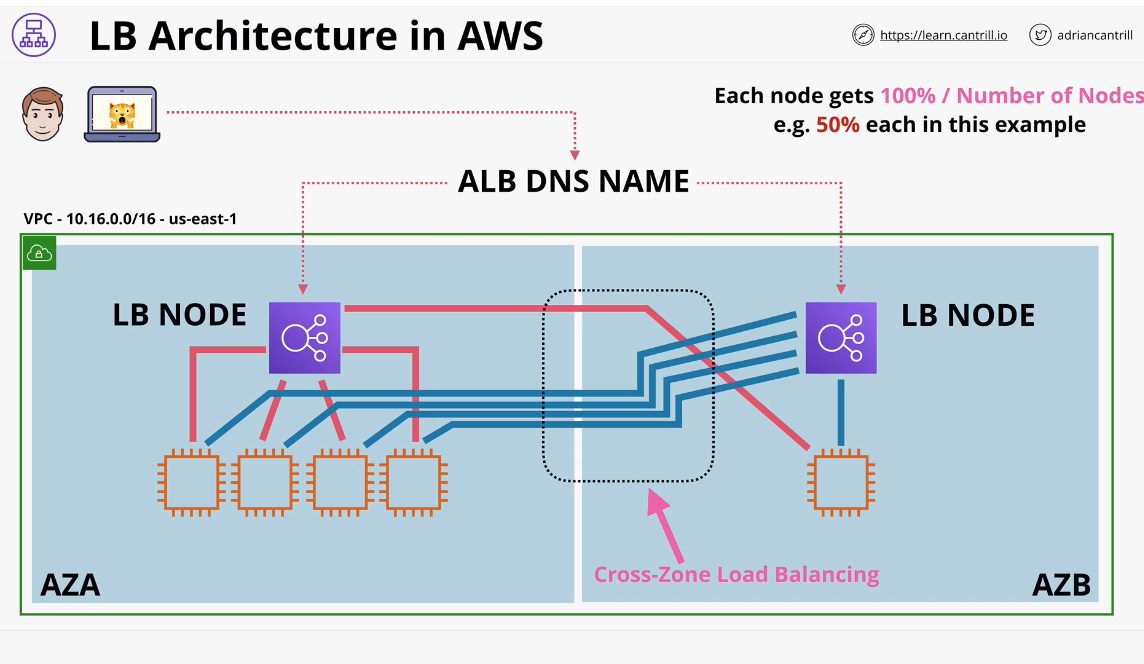 LB Architecture in AWS
https://learn.cantrill.io
adriancantrill
Each node gets 100% / Number of Nodes
e.g. 50% each in this example
ALB DNS NAME
VPC - 10.16.0.0/16 - us-east-1
LB NODE
LB NODE
Cross-Zone Load Balancing
AZA
AZB